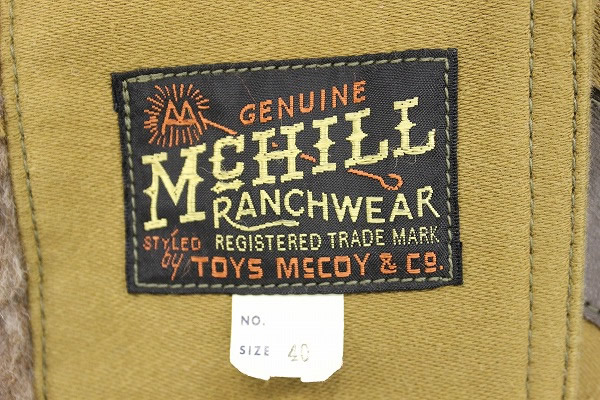 GENUINE
McHILL
RANCHWEAR
STYLED by REGISTERED TRADE MARK
TOYS McCOY & Co.
NO.
SIZE 40